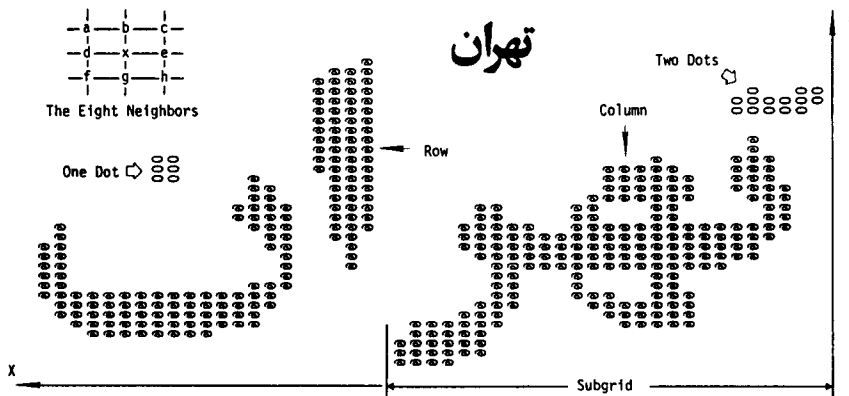 a b c
d x e
f g h
The Eight Neighbors
تهران
Two Dots
Column
Row
One Dot
X
Subgrid